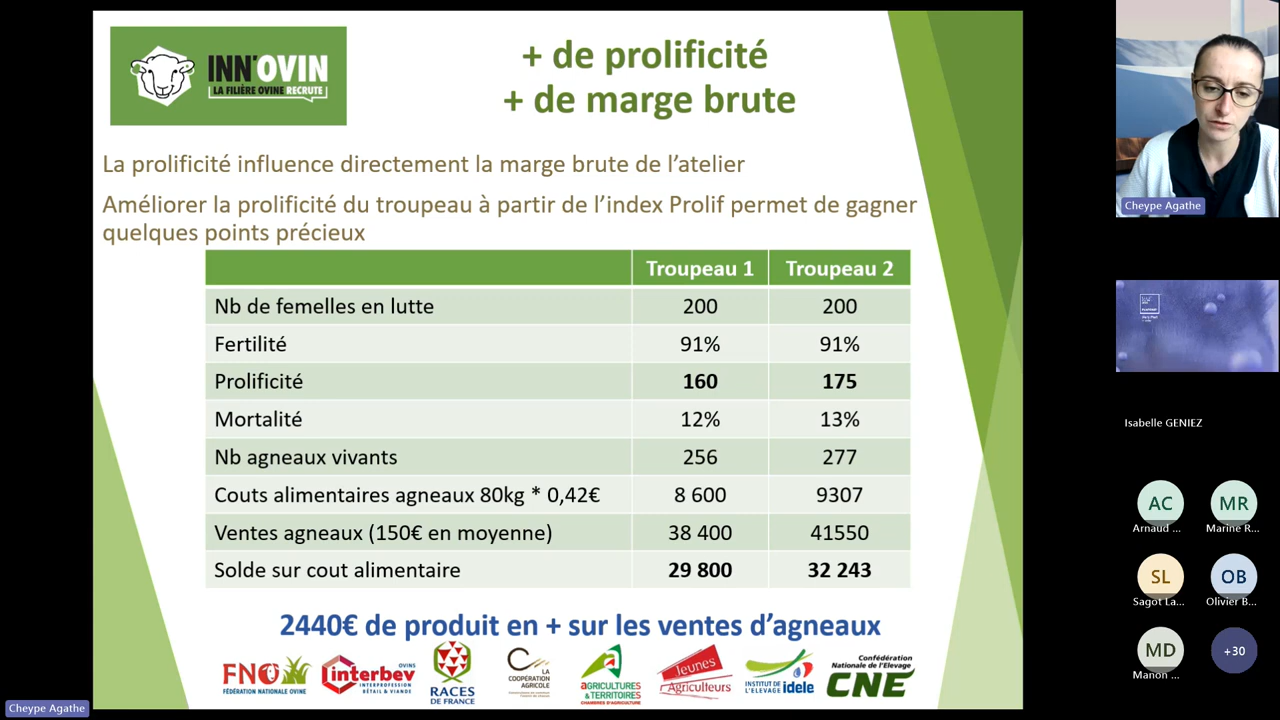 INN'OVIN
LA FILIÈRE OVINE RECRUTE
+ de prolificité
+ de marge brute
La prolificité influence directement la marge brute de l'atelier
Améliorer la prolificité du troupeau à partir de l'index Prolif permet de gagner
quelques points précieux
Troupeau 1 Troupeau 2
Nb de femelles en lutte 200 200
Fertilité 91% 91%
Prolificité 160 175
Mortalité 12% 13%
Nb agneaux vivants 256 277
Couts alimentaires agneaux 80kg * 0,42€ 8 600 9307
Ventes agneaux (150€ en moyenne) 38 400 41550
Solde sur cout alimentaire 29 800 32 243
2440€ de produit en + sur les ventes d'agneaux
FNO
FÉDÉRATION NATIONALE OVINE
OVINS
interbev
INTERPROFESSION
BÉTAIL & VIANDE
RACES
DE FRANCE
LA
COOPÉRATION
AGRICOLE
AGRICULTURES
& TERRITOIRES
CHAMBRES D'AGRICULTURE
Jeunes
Agriculteurs
INSTITUT DE
L'ELEVAGE idele
Confédération
Nationale de l'Elevage
CNE
Cheype Agathe
Cheype Agathe
Isabelle GENIEZ
AC
Arnaud ...
MR
Marine R...
SL
Sagot La...
OB
Olivier B...
MD
Manon ...
+30